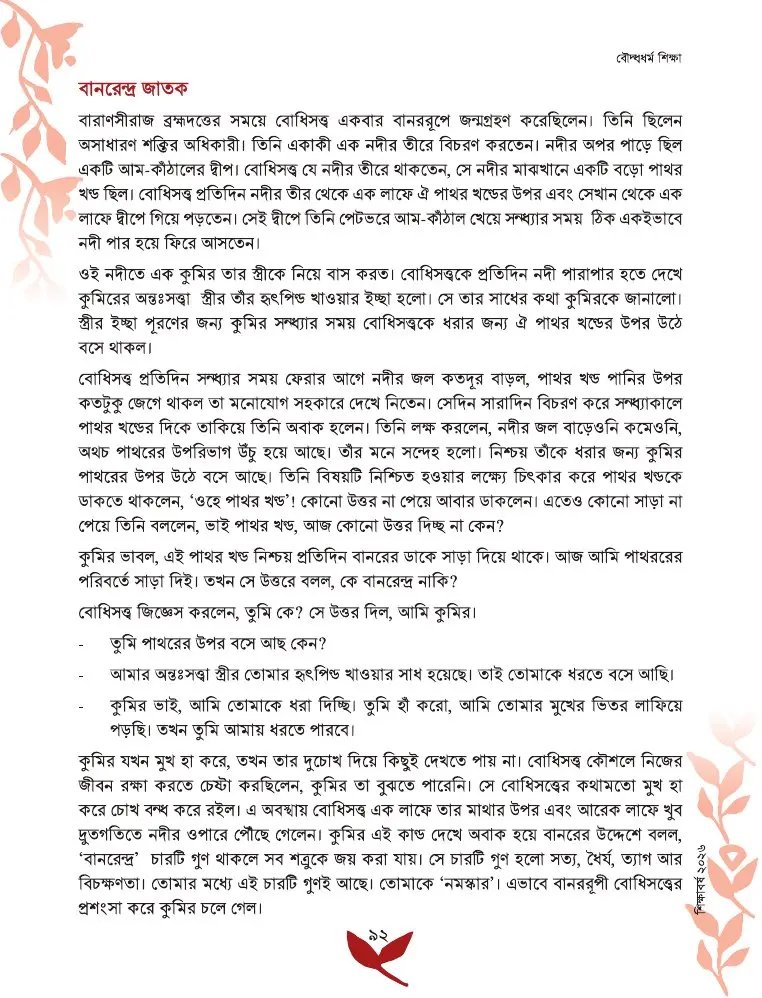 বৌদ্ধধর্ম শিক্ষা
বানরেন্দ্র জাতক
বারাণসীরাজ ব্রহ্মদত্তের সময়ে বোধিসত্ত্ব একবার বানররূপে জন্মগ্রহণ করেছিলেন। তিনি ছিলেন
অসাধারণ শক্তির অধিকারী। তিনি একাকী এক নদীর তীরে বিচরণ করতেন। নদীর অপর পাড়ে ছিল
একটি আম-কাঁঠালের দ্বীপ। বোধিসত্ত্ব যে নদীর তীরে থাকতেন, সে নদীর মাঝখানে একটি বড়ো পাথর
খণ্ড ছিল। বোধিসত্ত্ব প্রতিদিন নদীর তীর থেকে এক লাফে ঐ পাথর খণ্ডের উপর এবং সেখান থেকে এক
লাফে দ্বীপে গিয়ে পড়তেন। সেই দ্বীপে তিনি পেটভরে আম-কাঁঠাল খেয়ে সন্ধ্যার সময় ঠিক একইভাবে
নদী পার হয়ে ফিরে আসতেন।
ওই নদীতে এক কুমির তার স্ত্রীকে নিয়ে বাস করত। বোধিসত্ত্বকে প্রতিদিন নদী পারাপার হতে দেখে
কুমিরের অন্তঃসত্ত্বা স্ত্রীর তাঁর হৃৎপিন্ড খাওয়ার ইচ্ছা হলো। সে তার সাধের কথা কুমিরকে জানালো।
স্ত্রীর ইচ্ছা পূরণের জন্য কুমির সন্ধ্যার সময় বোধিসত্ত্বকে ধরার জন্য ঐ পাথর খণ্ডের উপর উঠে
বসে থাকল।
বোধিসত্ত্ব প্রতিদিন সন্ধ্যার সময় ফেরার আগে নদীর জল কতদূর বাড়ল, পাথর খণ্ড পানির উপর
কতটুকু জেগে থাকল তা মনোযোগ সহকারে দেখে নিতেন। সেদিন সারাদিন বিচরণ করে সন্ধ্যাকালে
পাথর খণ্ডের দিকে তাকিয়ে তিনি অবাক হলেন। তিনি লক্ষ করলেন, নদীর জল বাড়েওনি কমেওনি,
অথচ পাথরের উপরিভাগ উঁচু হয়ে আছে। তাঁর মনে সন্দেহ হলো। নিশ্চয় তাঁকে ধরার জন্য কুমির
পাথরের উপর উঠে বসে আছে। তিনি বিষয়টি নিশ্চিত হওয়ার লক্ষ্যে চিৎকার করে পাথর খণ্ডকে
ডাকতে থাকলেন, ‘ওহে পাথর খণ্ড’! কোনো উত্তর না পেয়ে আবার ডাকলেন। এতেও কোনো সাড়া না
পেয়ে তিনি বললেন, ভাই পাথর খণ্ড, আজ কোনো উত্তর দিচ্ছ না কেন?
কুমির ভাবল, এই পাথর খণ্ড নিশ্চয় প্রতিদিন বানরের ডাকে সাড়া দিয়ে থাকে। আজ আমি পাথররের
পরিবর্তে সাড়া দিই। তখন সে উত্তরে বলল, কে বানরেন্দ্র নাকি?
বোধিসত্ত্ব জিজ্ঞেস করলেন, তুমি কে? সে উত্তর দিল, আমি কুমির।
- তুমি পাথরের উপর বসে আছ কেন?
- আমার অন্তঃসত্ত্বা স্ত্রীর তোমার হৃৎপিন্ড খাওয়ার সাধ হয়েছে। তাই তোমাকে ধরতে বসে আছি।
- কুমির ভাই, আমি তোমাকে ধরা দিচ্ছি। তুমি হাঁ করো, আমি তোমার মুখের ভিতর লাফিয়ে
পড়ছি। তখন তুমি আমায় ধরতে পারবে।
কুমির যখন মুখ হা করে, তখন তার দুচোখ দিয়ে কিছুই দেখতে পায় না। বোধিসত্ত্ব কৌশলে নিজের
জীবন রক্ষা করতে চেষ্টা করছিলেন, কুমির তা বুঝতে পারেনি। সে বোধিসত্ত্বের কথামতো মুখ হা
করে চোখ বন্ধ করে রইল। এ অবস্থায় বোধিসত্ত্ব এক লাফে তার মাথার উপর এবং আরেক লাফে খুব
দ্রুতগতিতে নদীর ওপারে পৌঁছে গেলেন। কুমির এই কান্ড দেখে অবাক হয়ে বানরের উদ্দেশে বলল,
‘বানরেন্দ্র’ চারটি গুণ থাকলে সব শত্রুকে জয় করা যায়। সে চারটি গুণ হলো সত্য, ধৈর্য, ত্যাগ আর
বিচক্ষণতা। তোমার মধ্যে এই চারটি গুণই আছে। তোমাকে ‘নমস্কার’। এভাবে বানররূপী বোধিসত্ত্বের
প্রশংসা করে কুমির চলে গেল।
শিক্ষাবর্ষ ২০২৬
৯২